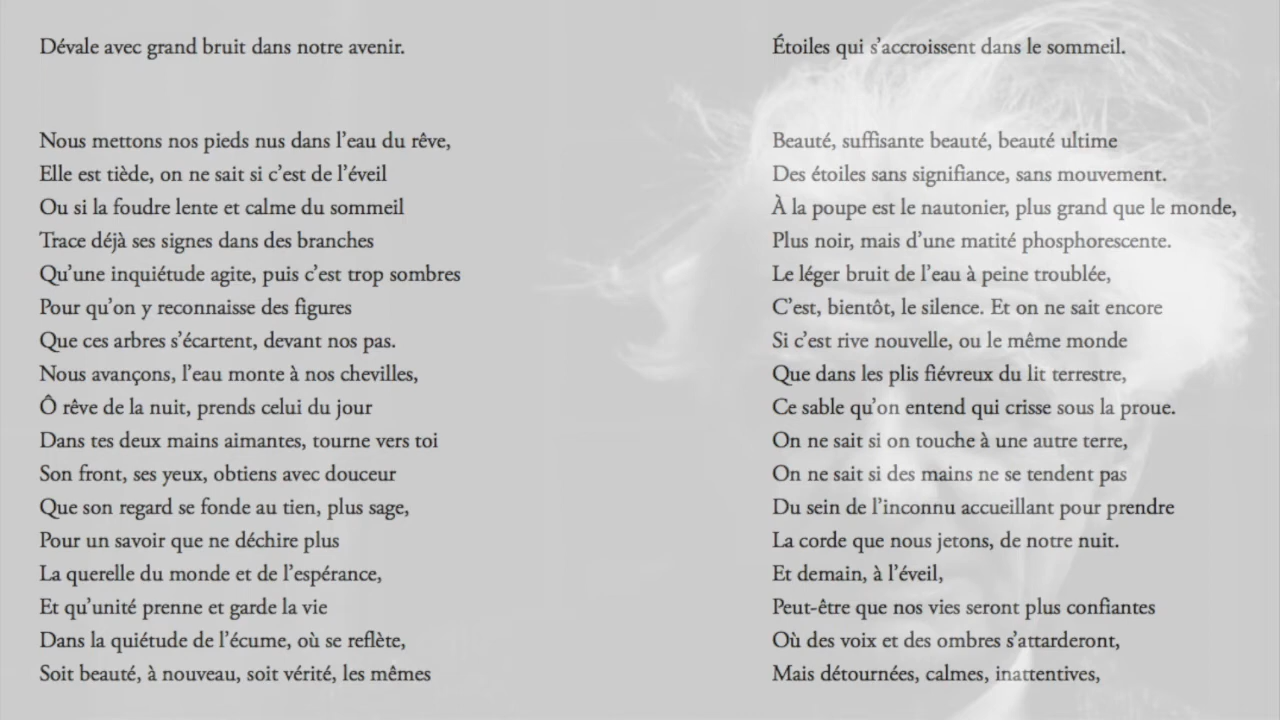 Dévale avec grand bruit dans notre avenir.
Nous mettons nos pieds nus dans l’eau du rêve,
Elle est tiède, on ne sait si c’est de l’éveil
Ou si la foudre lente et calme du sommeil
Trace déjà ses signes dans des branches
Qu’une inquiétude agite, puis c’est trop sombres
Pour qu’on y reconnaisse des figures
Que ces arbres s’écartent, devant nos pas.
Nous avançons, l’eau monte à nos chevilles,
Ô rêve de la nuit, prends celui du jour
Dans tes deux mains aimantes, tourne vers toi
Son front, ses yeux, obtiens avec douceur
Que son regard se fonde au tien, plus sage,
Pour un savoir que ne déchire plus
La querelle du monde et de l’espérance,
Et qu’unité prenne et garde la vie
Dans la quiétude de l’écume, où se reflète,
Soit beauté, à nouveau, soit vérité, les mêmes
Étoiles qui s’accroissent dans le sommeil.
Beauté, suffisante beauté, beauté ultime
Des étoiles sans signifiance, sans mouvement.
À la poupe est le nautonier, plus grand que le monde,
Plus noir, mais d’une matité phosphorescente.
Le léger bruit de l’eau à peine troublée,
C’est, bientôt, le silence. Et on ne sait encore
Si c’est rive nouvelle, ou le même monde
Que dans les plis fiévreux du lit terrestre,
Ce sable qu’on entend qui crisse sous la proue.
On ne sait si on touche à une autre terre,
On ne sait si des mains ne se tendent pas
Du sein de l’inconnu accueillant pour prendre
La corde que nous jetons, de notre nuit.
Et demain, à l’éveil,
Peut-être que nos vies seront plus confiantes
Où des voix et des ombres s’attarderont,
Mais détournées, calmes, inattentives,